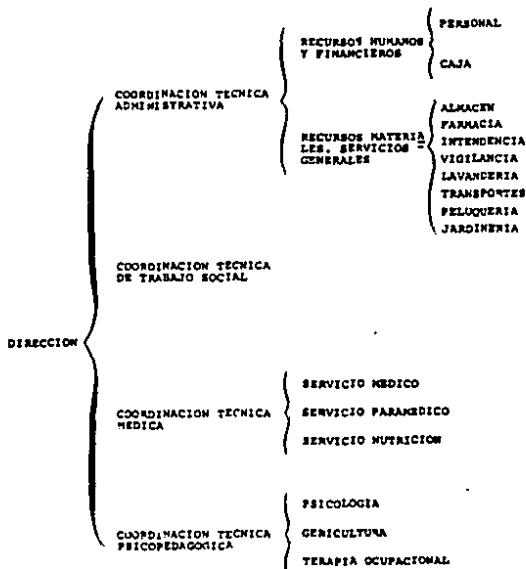 DIRECCION
COORDINACION TECNICA
ADMINISTRATIVA
RECURSOS HUMANOS
Y FINANCIEROS
PERSONAL
CAJA
RECURSOS MATERIA
LES. SERVICIOS =
GENERALES
ALMACEN
FARMACIA
INTENDENCIA
VIGILANCIA
LAVANDERIA
TRANSPORTES
PELUQUERIA
JARDINERIA
COORDINACION TECNICA
DE TRABAJO SOCIAL
COORDINACION TECNICA
MEDICA
SERVICIO MEDICO
SERVICIO PARAMEDICO
SERVICIO NUTRICION
COORDINACION TECNICA
PSICOPEDAGOGICA
PSICOLOGIA
GERICULTURA
TERAPIA OCUPACIONAL